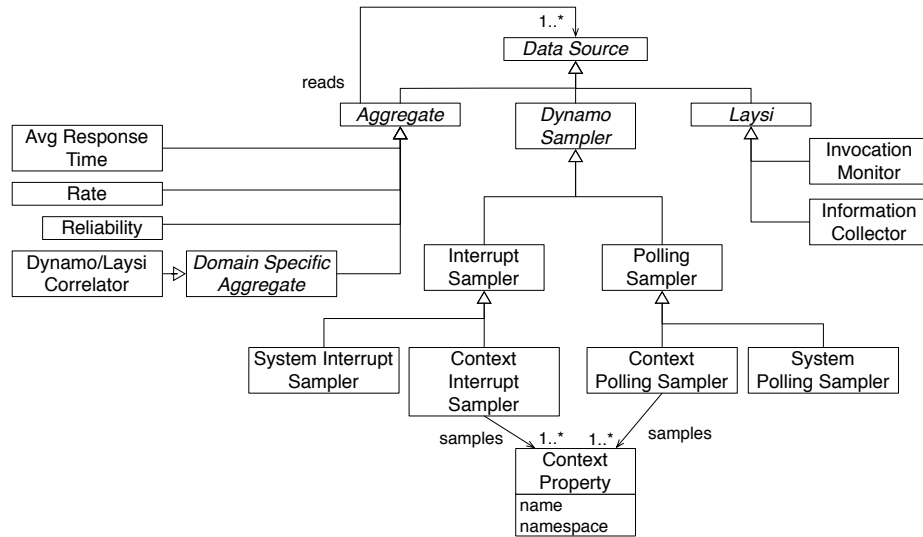 1..*
Data Source
reads
Aggregate
Dynamo
Sampler
Laysi
Avg Response
Time
Invocation
Monitor
Rate
Reliability
Information
Collector
Dynamo/Laysi
Correlator
Domain Specific
Aggregate
Interrupt
Sampler
Polling
Sampler
System Interrupt
Sampler
Context
Interrupt
Sampler
Context
Polling Sampler
System
Polling Sampler
samples
1..*
1..*
samples
Context
Property
name
namespace